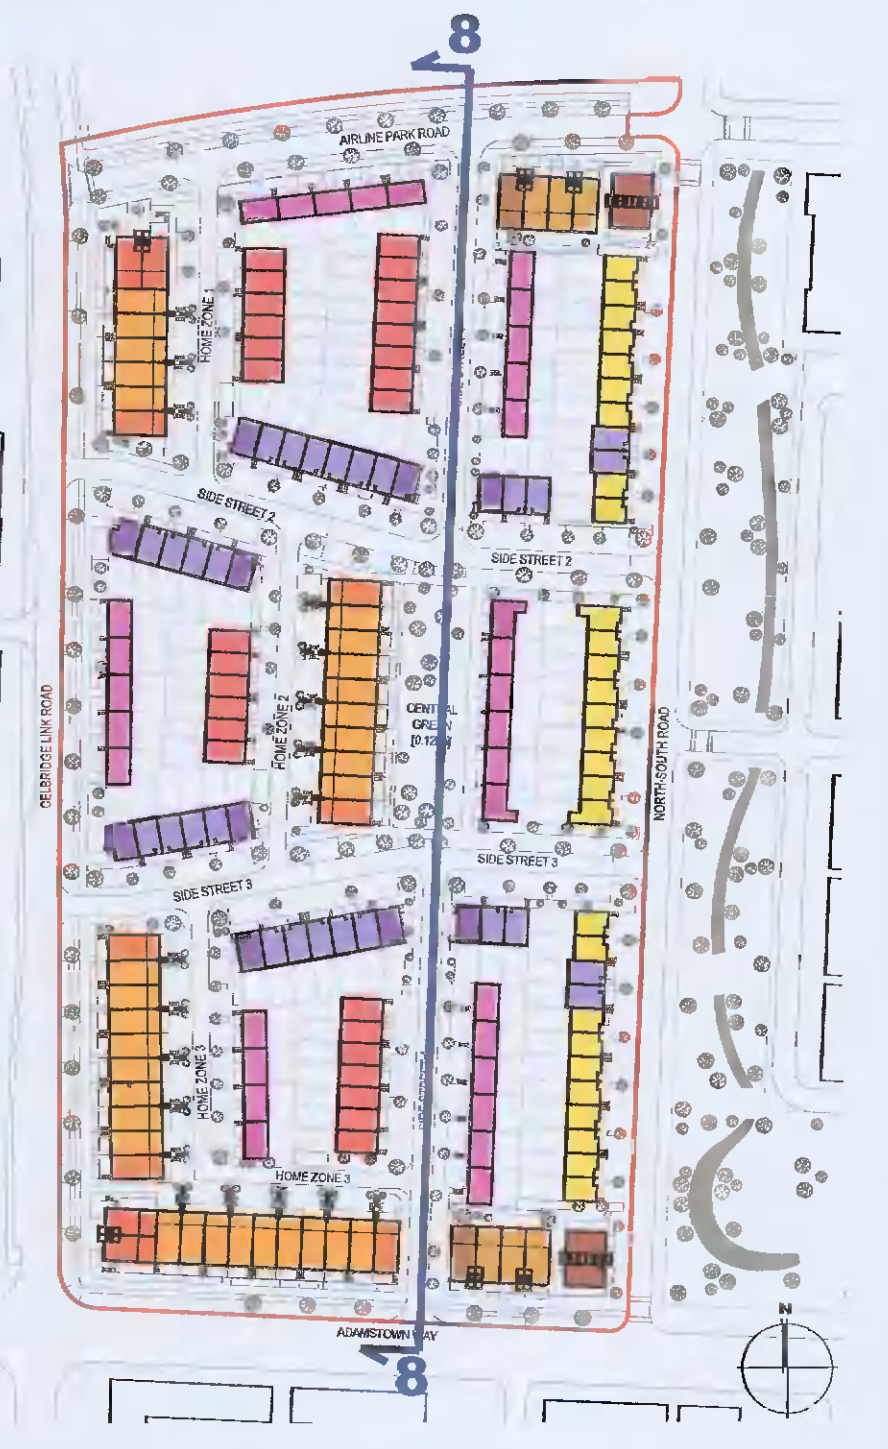 8
AIRLINE PARK ROAD
HOME ZONE 1
SIDE STREET 2
SIDE STREET 2
CELBRIDGE LINK ROAD
HOME ZONE 2
CENTRAL
GREEN
NORTH-SOUTH ROAD
SIDE STREET 3
SIDE STREET 3
HOME ZONE 3
HOME ZONE 3
ADAMSTOWN WAY
8
N